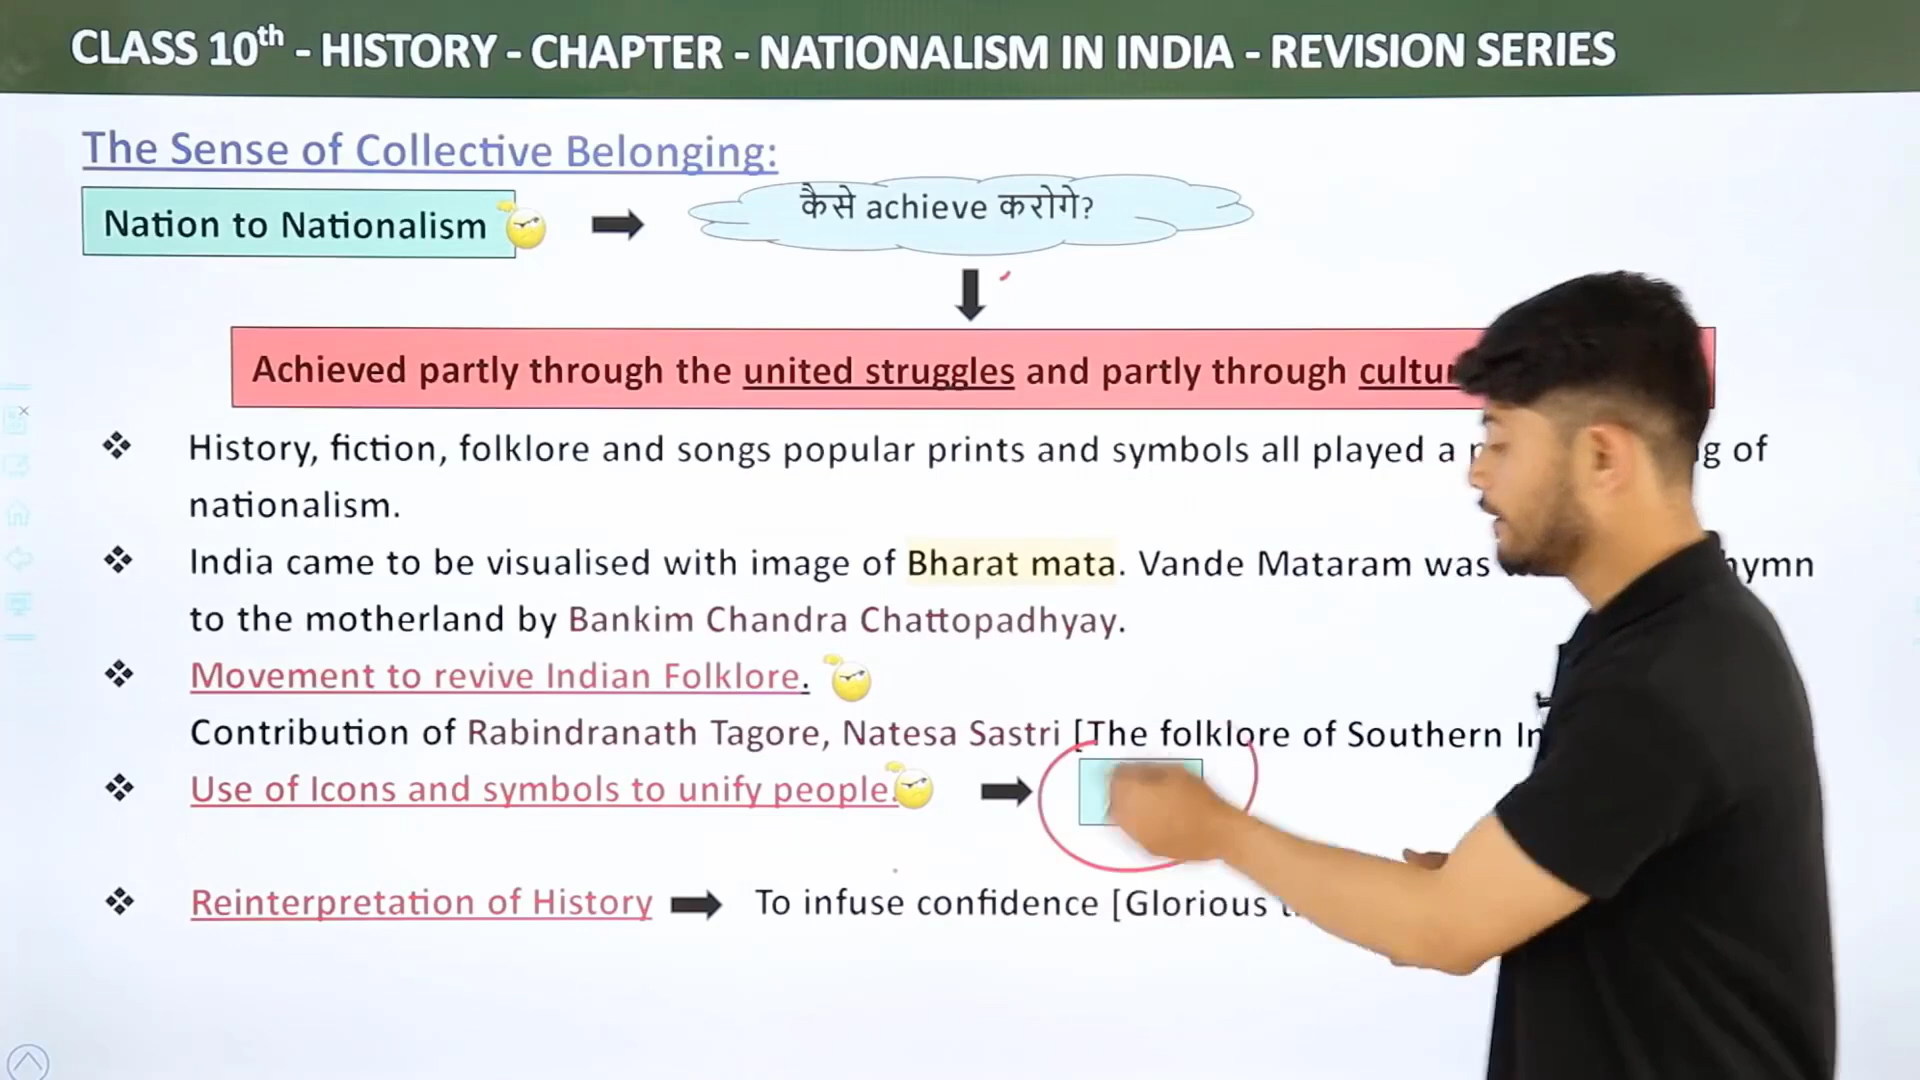 CLASS 10th - HISTORY - CHAPTER - NATIONALISM IN INDIA - REVISION SERIES
The Sense of Collective Belonging:
Nation to Nationalism
कैसे achieve करोगे?
Achieved partly through the united struggles and partly through
History, fiction, folklore and songs popular prints and symbols all played a
of
nationalism.
India came to be visualised with image of Bharat mata. Vande Mataram was
to the motherland by Bankim Chandra Chattopadhyay.
Movement to revive Indian Folklore.
Contribution of Rabindranath Tagore, Natesa Sastri [The folklore of Southern
Use of Icons and symbols to unify people.
Reinterpretation of History
To infuse confidence [Glorious